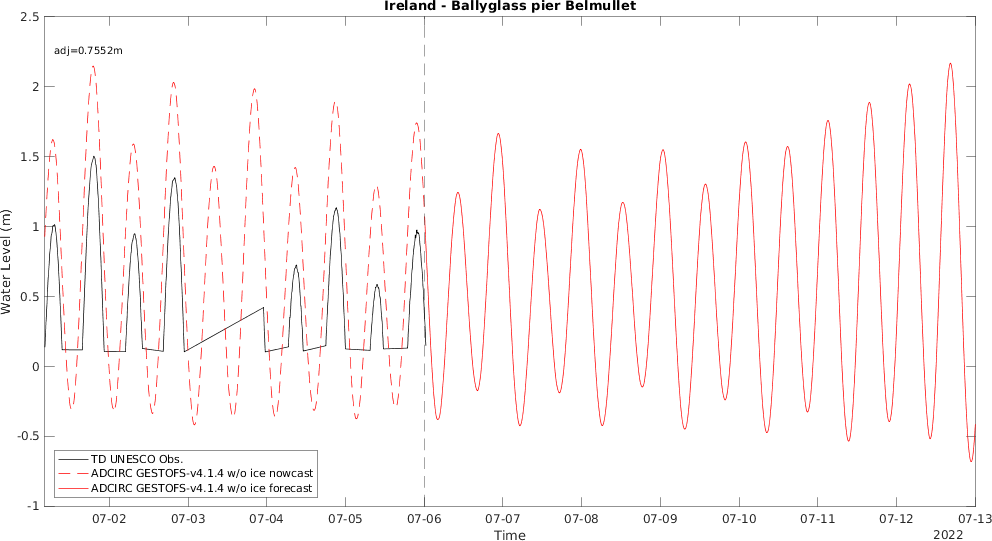 Ireland - Ballyglass pier Belmullet
adj=0.7552m
2.5
2
1.5
1
0.5
0
-0.5
-1
Water Level (m)
TD UNESCO Obs.
ADCIRC GESTOFS-v4.1.4 w/o ice nowcast
ADCIRC GESTOFS-v4.1.4 w/o ice forecast
07-02 07-03 07-04 07-05 07-06 07-07 07-08 07-09 07-10 07-11 07-12 07-13
Time
2022